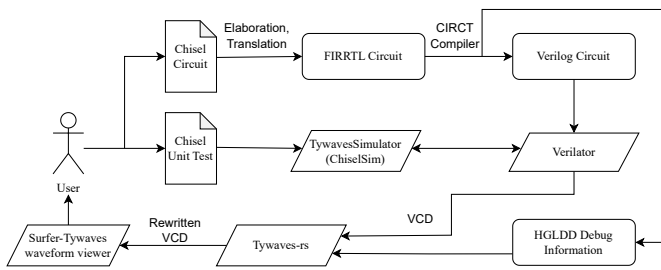 Elaboration,
Translation
CIRCT
Compiler
Chisel
Circuit
FIRRTL Circuit
Verilog Circuit
Chisel
Unit Test
TywavesSimulator
(ChiselSim)
Verilator
User
VCD
Rewritten
VCD
Surfer-Tywaves
waveform viewer
Tywaves-rs
HGLDD Debug
Information